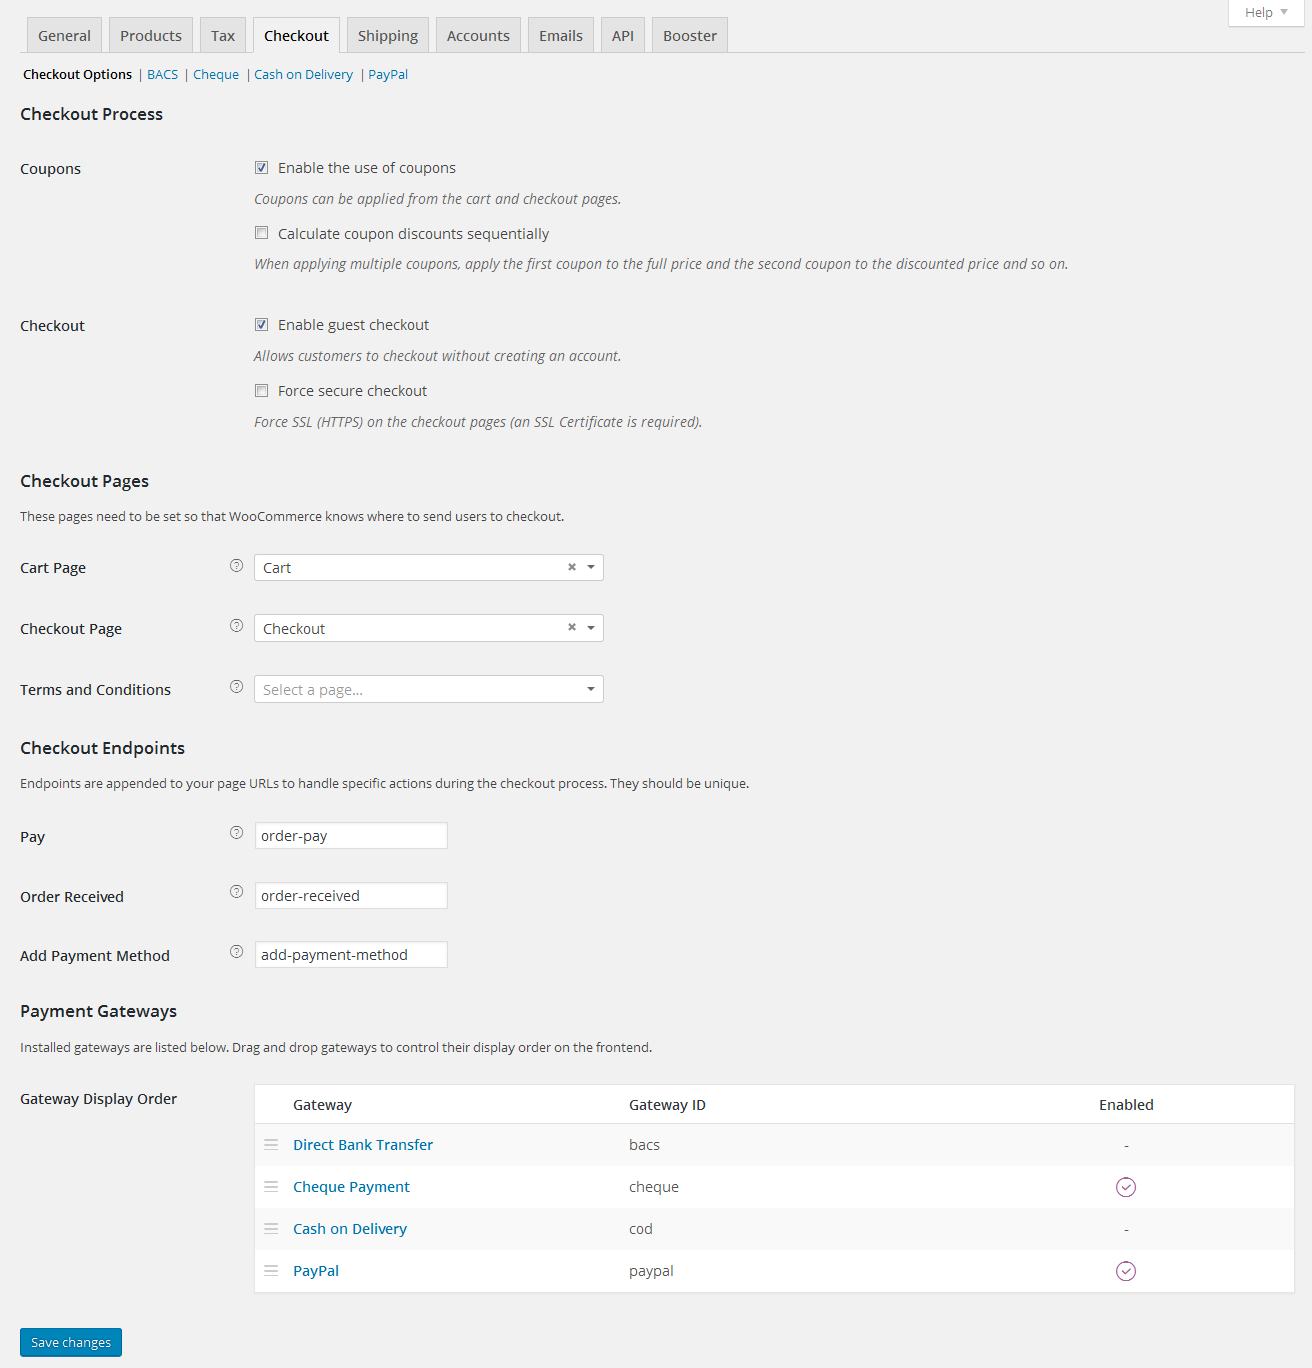 Help
General Products Tax Checkout Shipping Accounts Emails API Booster
Checkout Options | BACS | Cheque | Cash on Delivery | PayPal
Checkout Process
Coupons Enable the use of coupons
Coupons can be applied from the cart and checkout pages.
Calculate coupon discounts sequentially
When applying multiple coupons, apply the first coupon to the full price and the second coupon to the discounted price and so on.
Checkout Enable guest checkout
Allows customers to checkout without creating an account.
Force secure checkout
Force SSL (HTTPS) on the checkout pages (an SSL Certificate is required).
Checkout Pages
These pages need to be set so that WooCommerce knows where to send users to checkout.
Cart Page ? Cart ×
Checkout Page ? Checkout ×
Terms and Conditions ? Select a page...
Checkout Endpoints
Endpoints are appended to your page URLs to handle specific actions during the checkout process. They should be unique.
Pay ? order-pay
Order Received ? order-received
Add Payment Method ? add-payment-method
Payment Gateways
Installed gateways are listed below. Drag and drop gateways to control their display order on the frontend.
Gateway Display Order Gateway Gateway ID Enabled
Direct Bank Transfer bacs -
Cheque Payment cheque
Cash on Delivery cod -
PayPal paypal
Save changes